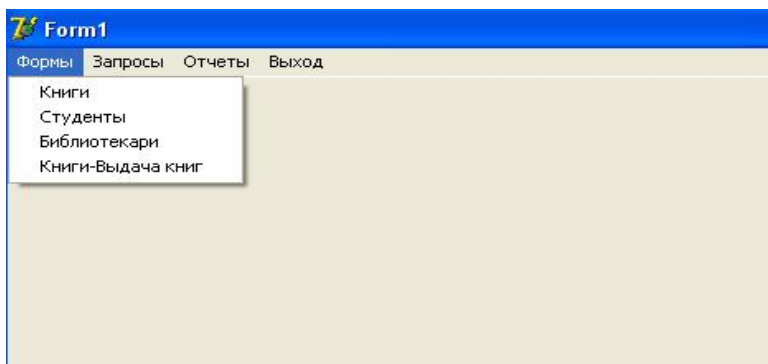 Form1
Формы Запросы Отчеты Выход
Книги
Студенты
Библиотекари
Книги-Выдача книг